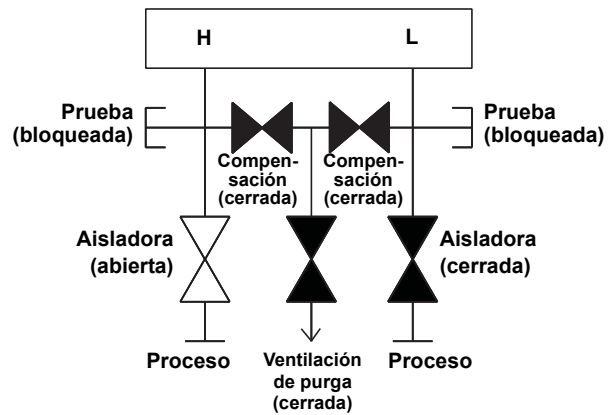 H
L
Prueba
(bloqueada)
Prueba
(bloqueada)
Compen-
sación
(cerrada)
Compen-
sación
(cerrada)
Aisladora
(abierta)
Aisladora
(cerrada)
Proceso
Ventilación
de purga
(cerrada)
Proceso